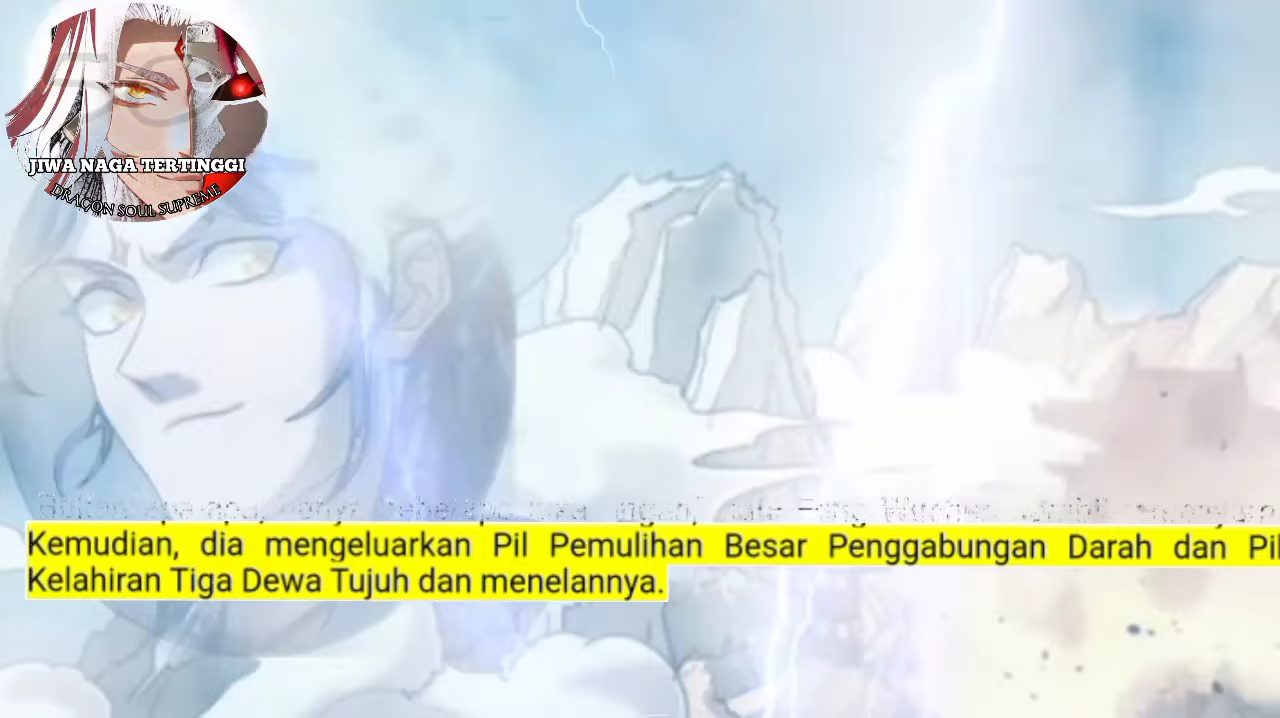 JIWA NAGA TERTINGGI
DRAGON SOUL SUPREME
Kemudian, dia mengeluarkan Pil Pemulihan Besar Penggabungan Darah dan Pil
Kelahiran Tiga Dewa Tujuh dan menelannya.